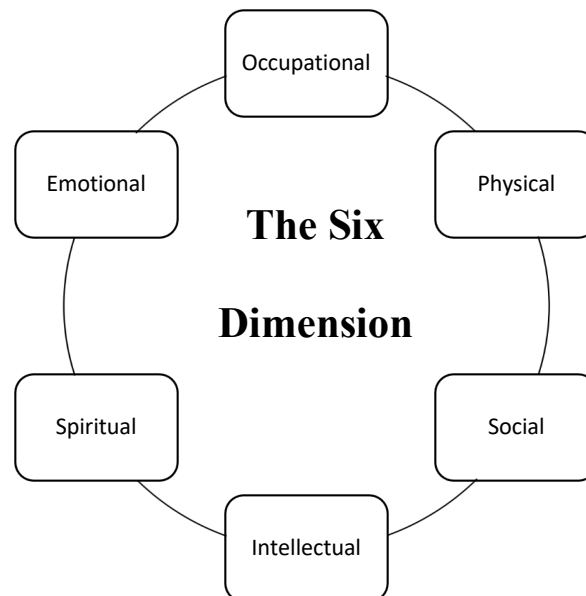 Occupational
Emotional
Physical
The Six
Dimension
Spiritual
Social
Intellectual